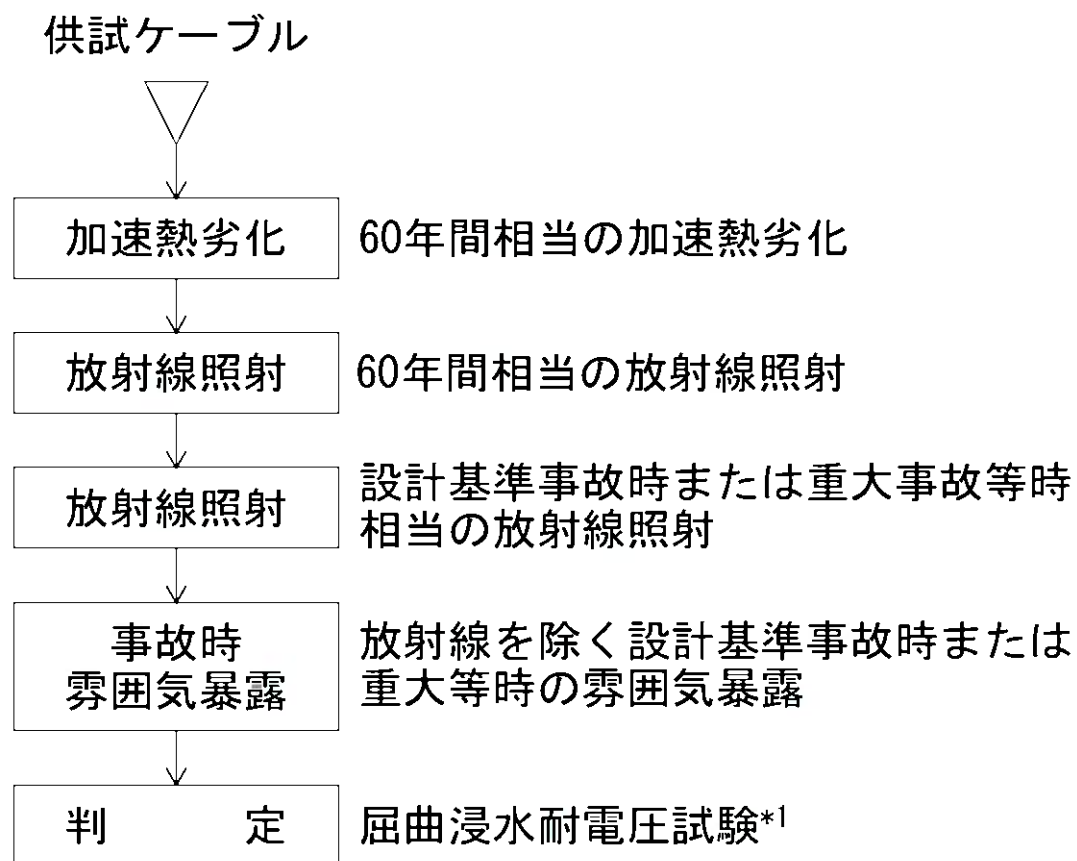 供試ケーブル
加速熱劣化 60年間相当の加速熱劣化
放射線照射 60年間相当の放射線照射
放射線照射
設計基準事故時または重大事故等時
相当の放射線照射
事故時
雰囲気暴露
放射線を除く設計基準事故時または
重大等時の雰囲気暴露
判 定 屈曲浸水耐電圧試験*1